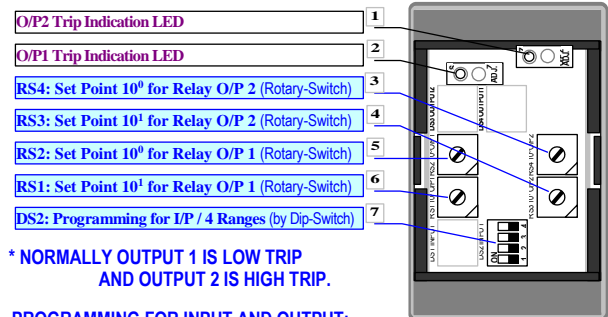 O/P2 Trip Indication LED
1
O/P1 Trip Indication LED
2
RS4: Set Point 10⁰ for Relay O/P 2 (Rotary-Switch)
3
RS3: Set Point 10¹ for Relay O/P 2 (Rotary-Switch)
4
RS2: Set Point 10⁰ for Relay O/P 1 (Rotary-Switch)
5
RS1: Set Point 10¹ for Relay O/P 1 (Rotary-Switch)
6
DS2: Programming for I/P / 4 Ranges (by Dip-Switch)
7
* NORMALLY OUTPUT 1 IS LOW TRIP
AND OUTPUT 2 IS HIGH TRIP.
PROGRAMMING FOR INPUT AND OUTPUT:
ADJ.
ON
1 2 3 4